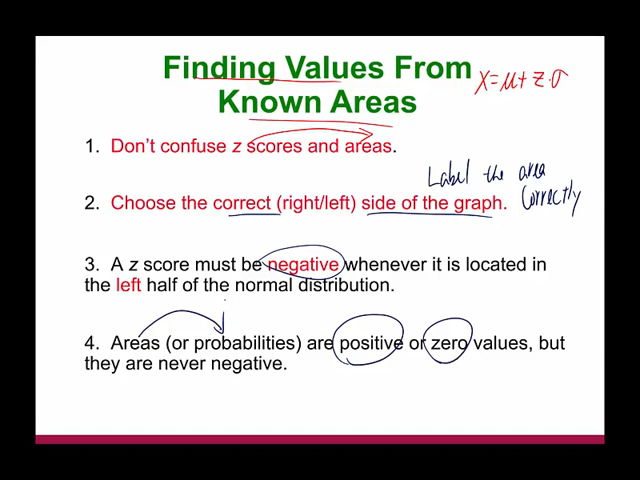 Finding Values From
Known Areas
X=μ+z·σ
1. Don't confuse z scores and areas.
Label the area
correctly
2. Choose the correct (right/left) side of the graph.
3. A z score must be negative whenever it is located in
the left half of the normal distribution.
4. Areas (or probabilities) are positive or zero values, but
they are never negative.